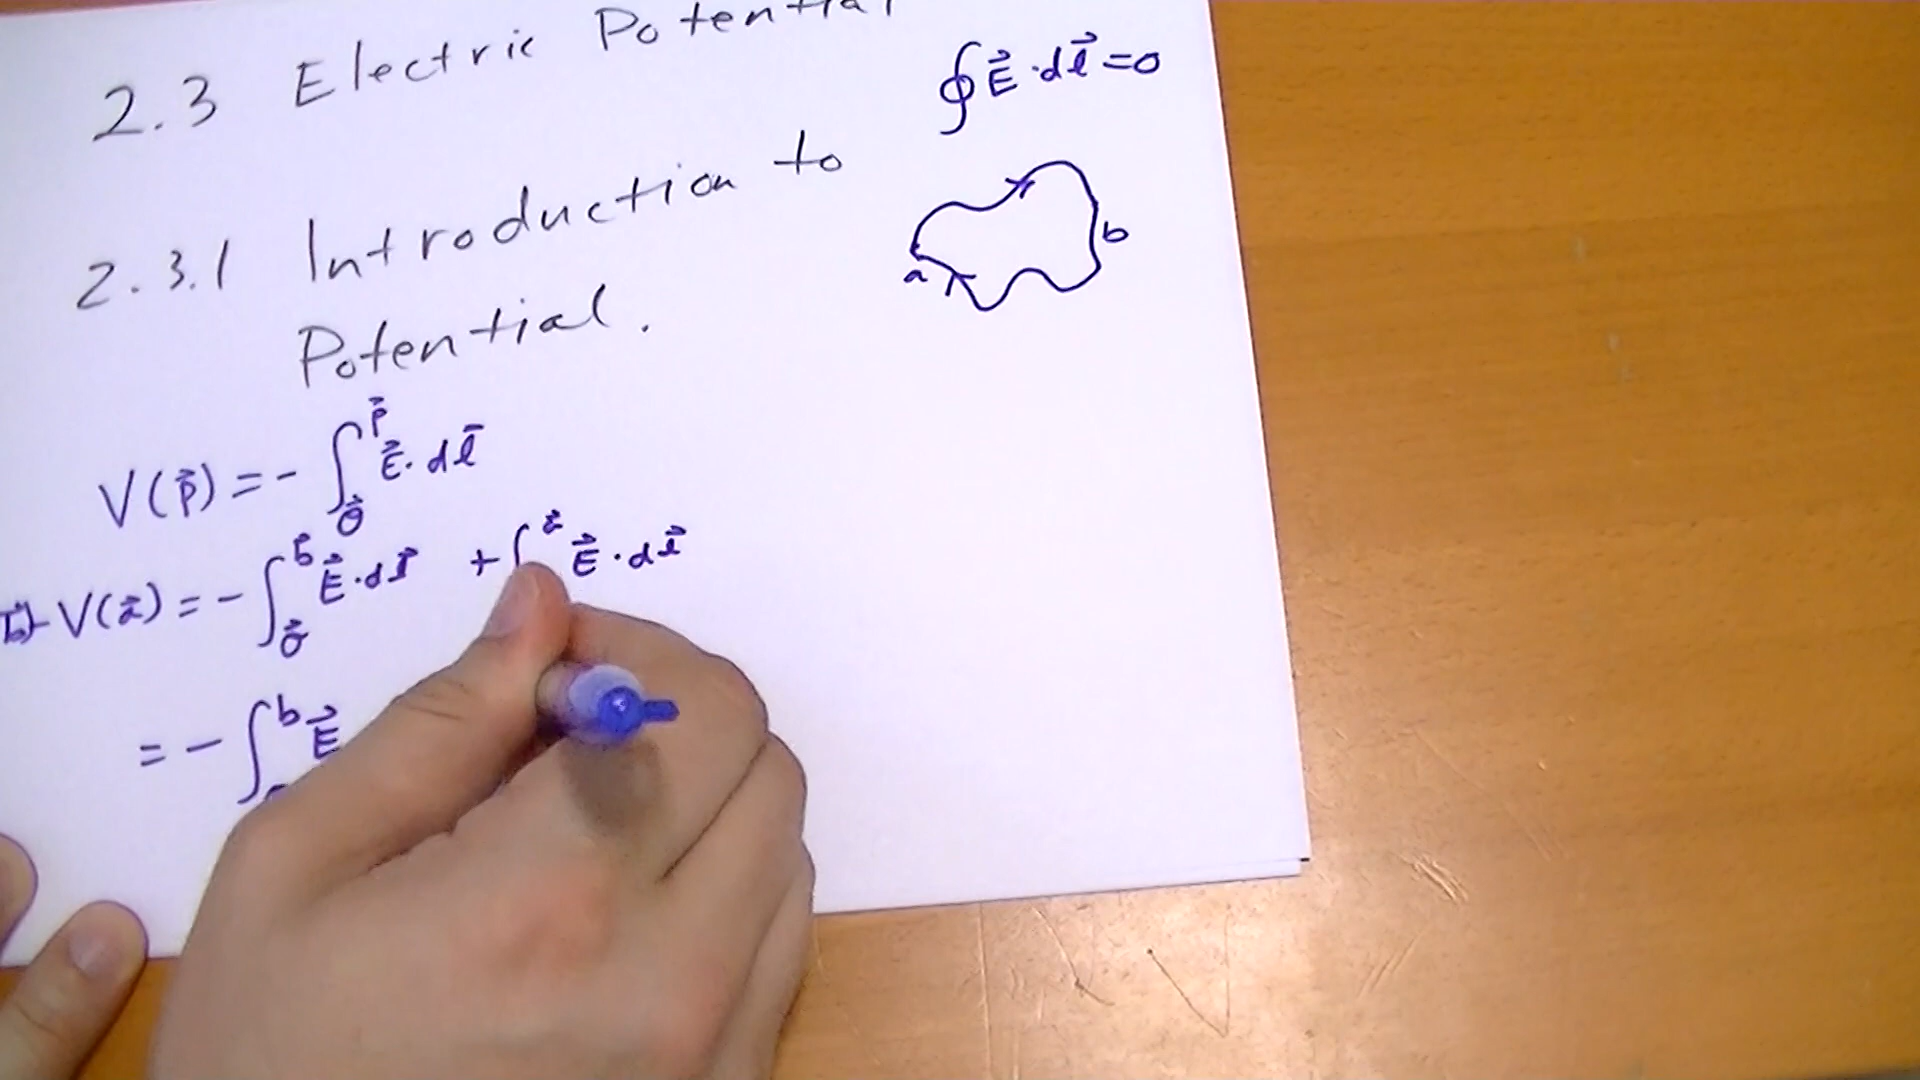 2.3 Electric Potential
∮E⃗·dl⃗=0
2.3.1 Introduction to
Potential.
a
b
V(p⃗)=-∫_O⃗^p⃗ E⃗·dl⃗
b⃗)-V(a⃗)=-∫_O⃗^b⃗ E⃗·dl⃗ +∫^a⃗ E⃗·dl⃗
=-∫^b E⃗